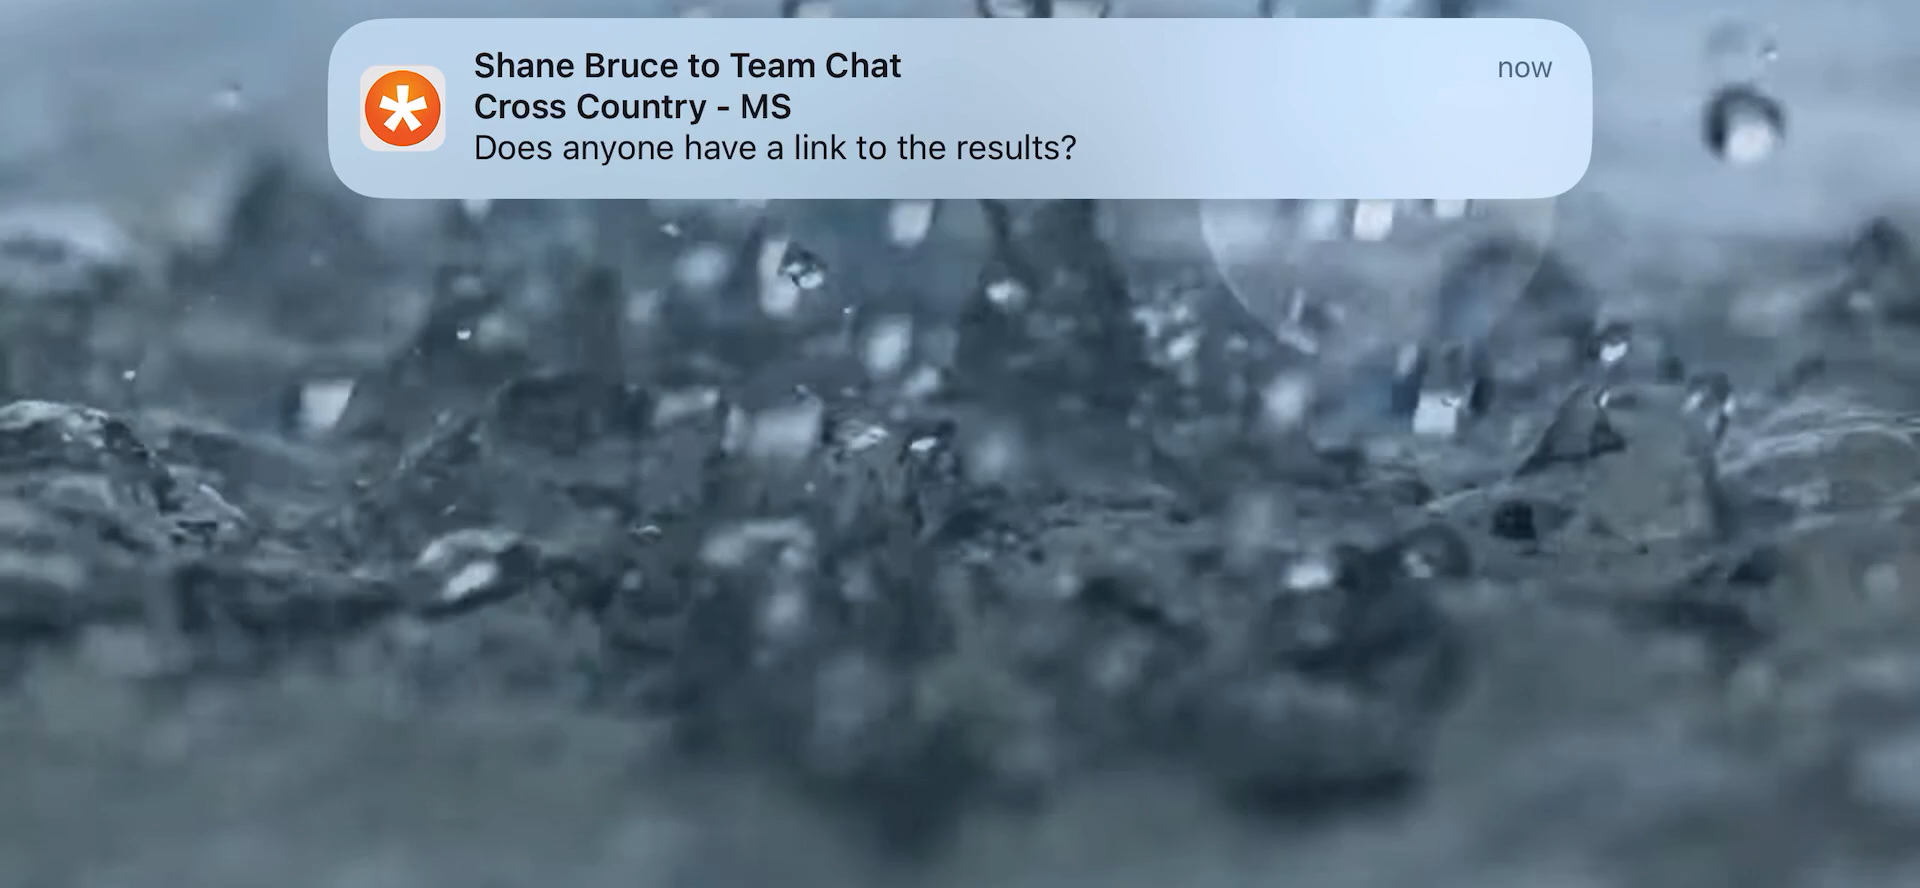 Shane Bruce to Team Chat
now
Cross Country - MS
Does anyone have a link to the results?